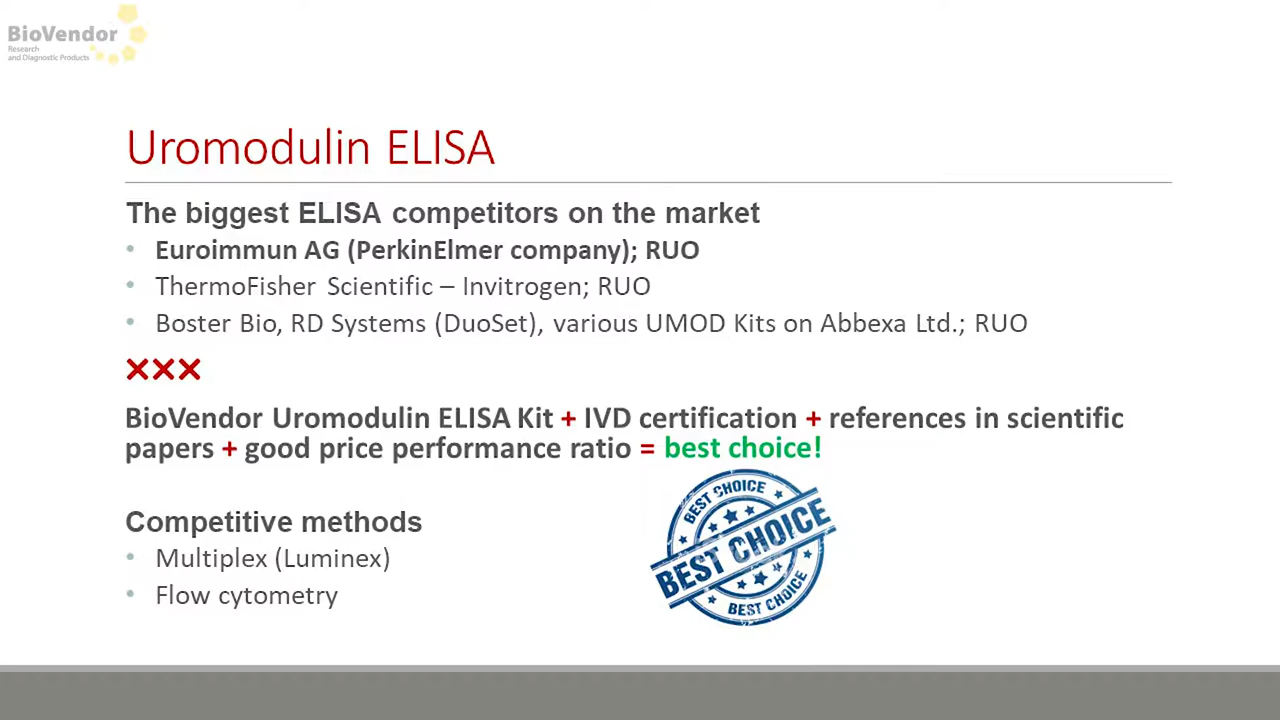 BioVendor
Research
and Diagnostic Products
Uromodulin ELISA
The biggest ELISA competitors on the market
• Euroimmun AG (PerkinElmer company); RUO
• ThermoFisher Scientific – Invitrogen; RUO
• Boster Bio, RD Systems (DuoSet), various UMOD Kits on Abbexa Ltd.; RUO
×××
BioVendor Uromodulin ELISA Kit + IVD certification + references in scientific
papers + good price performance ratio = best choice!
BEST CHOICE
BEST CHOICE
BEST CHOICE
Competitive methods
• Multiplex (Luminex)
• Flow cytometry